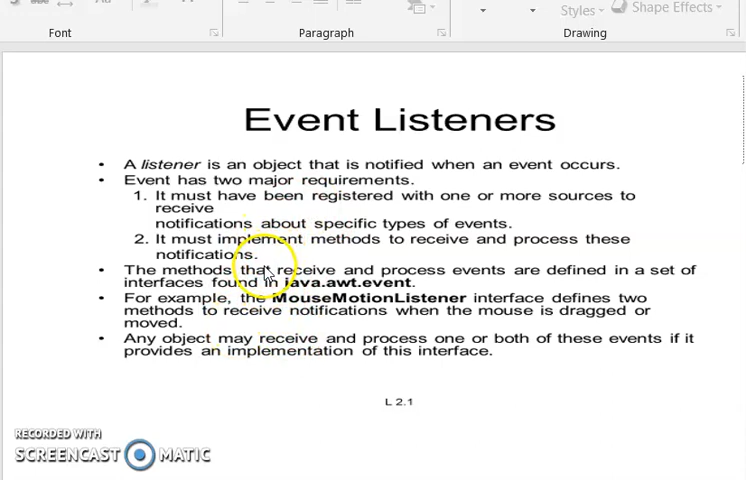 Styles
Shape Effects
Font
Paragraph
Drawing
Event Listeners
• A listener is an object that is notified when an event occurs.
• Event has two major requirements.
1. It must have been registered with one or more sources to
receive
notifications about specific types of events.
2. It must implement methods to receive and process these
notifications.
• The methods that receive and process events are defined in a set of
interfaces found in java.awt.event.
• For example, the MouseMotionListener interface defines two
methods to receive notifications when the mouse is dragged or
moved.
• Any object may receive and process one or both of these events if it
provides an implementation of this interface.
L 2.1
RECORDED WITH
SCREENCAST MATIC